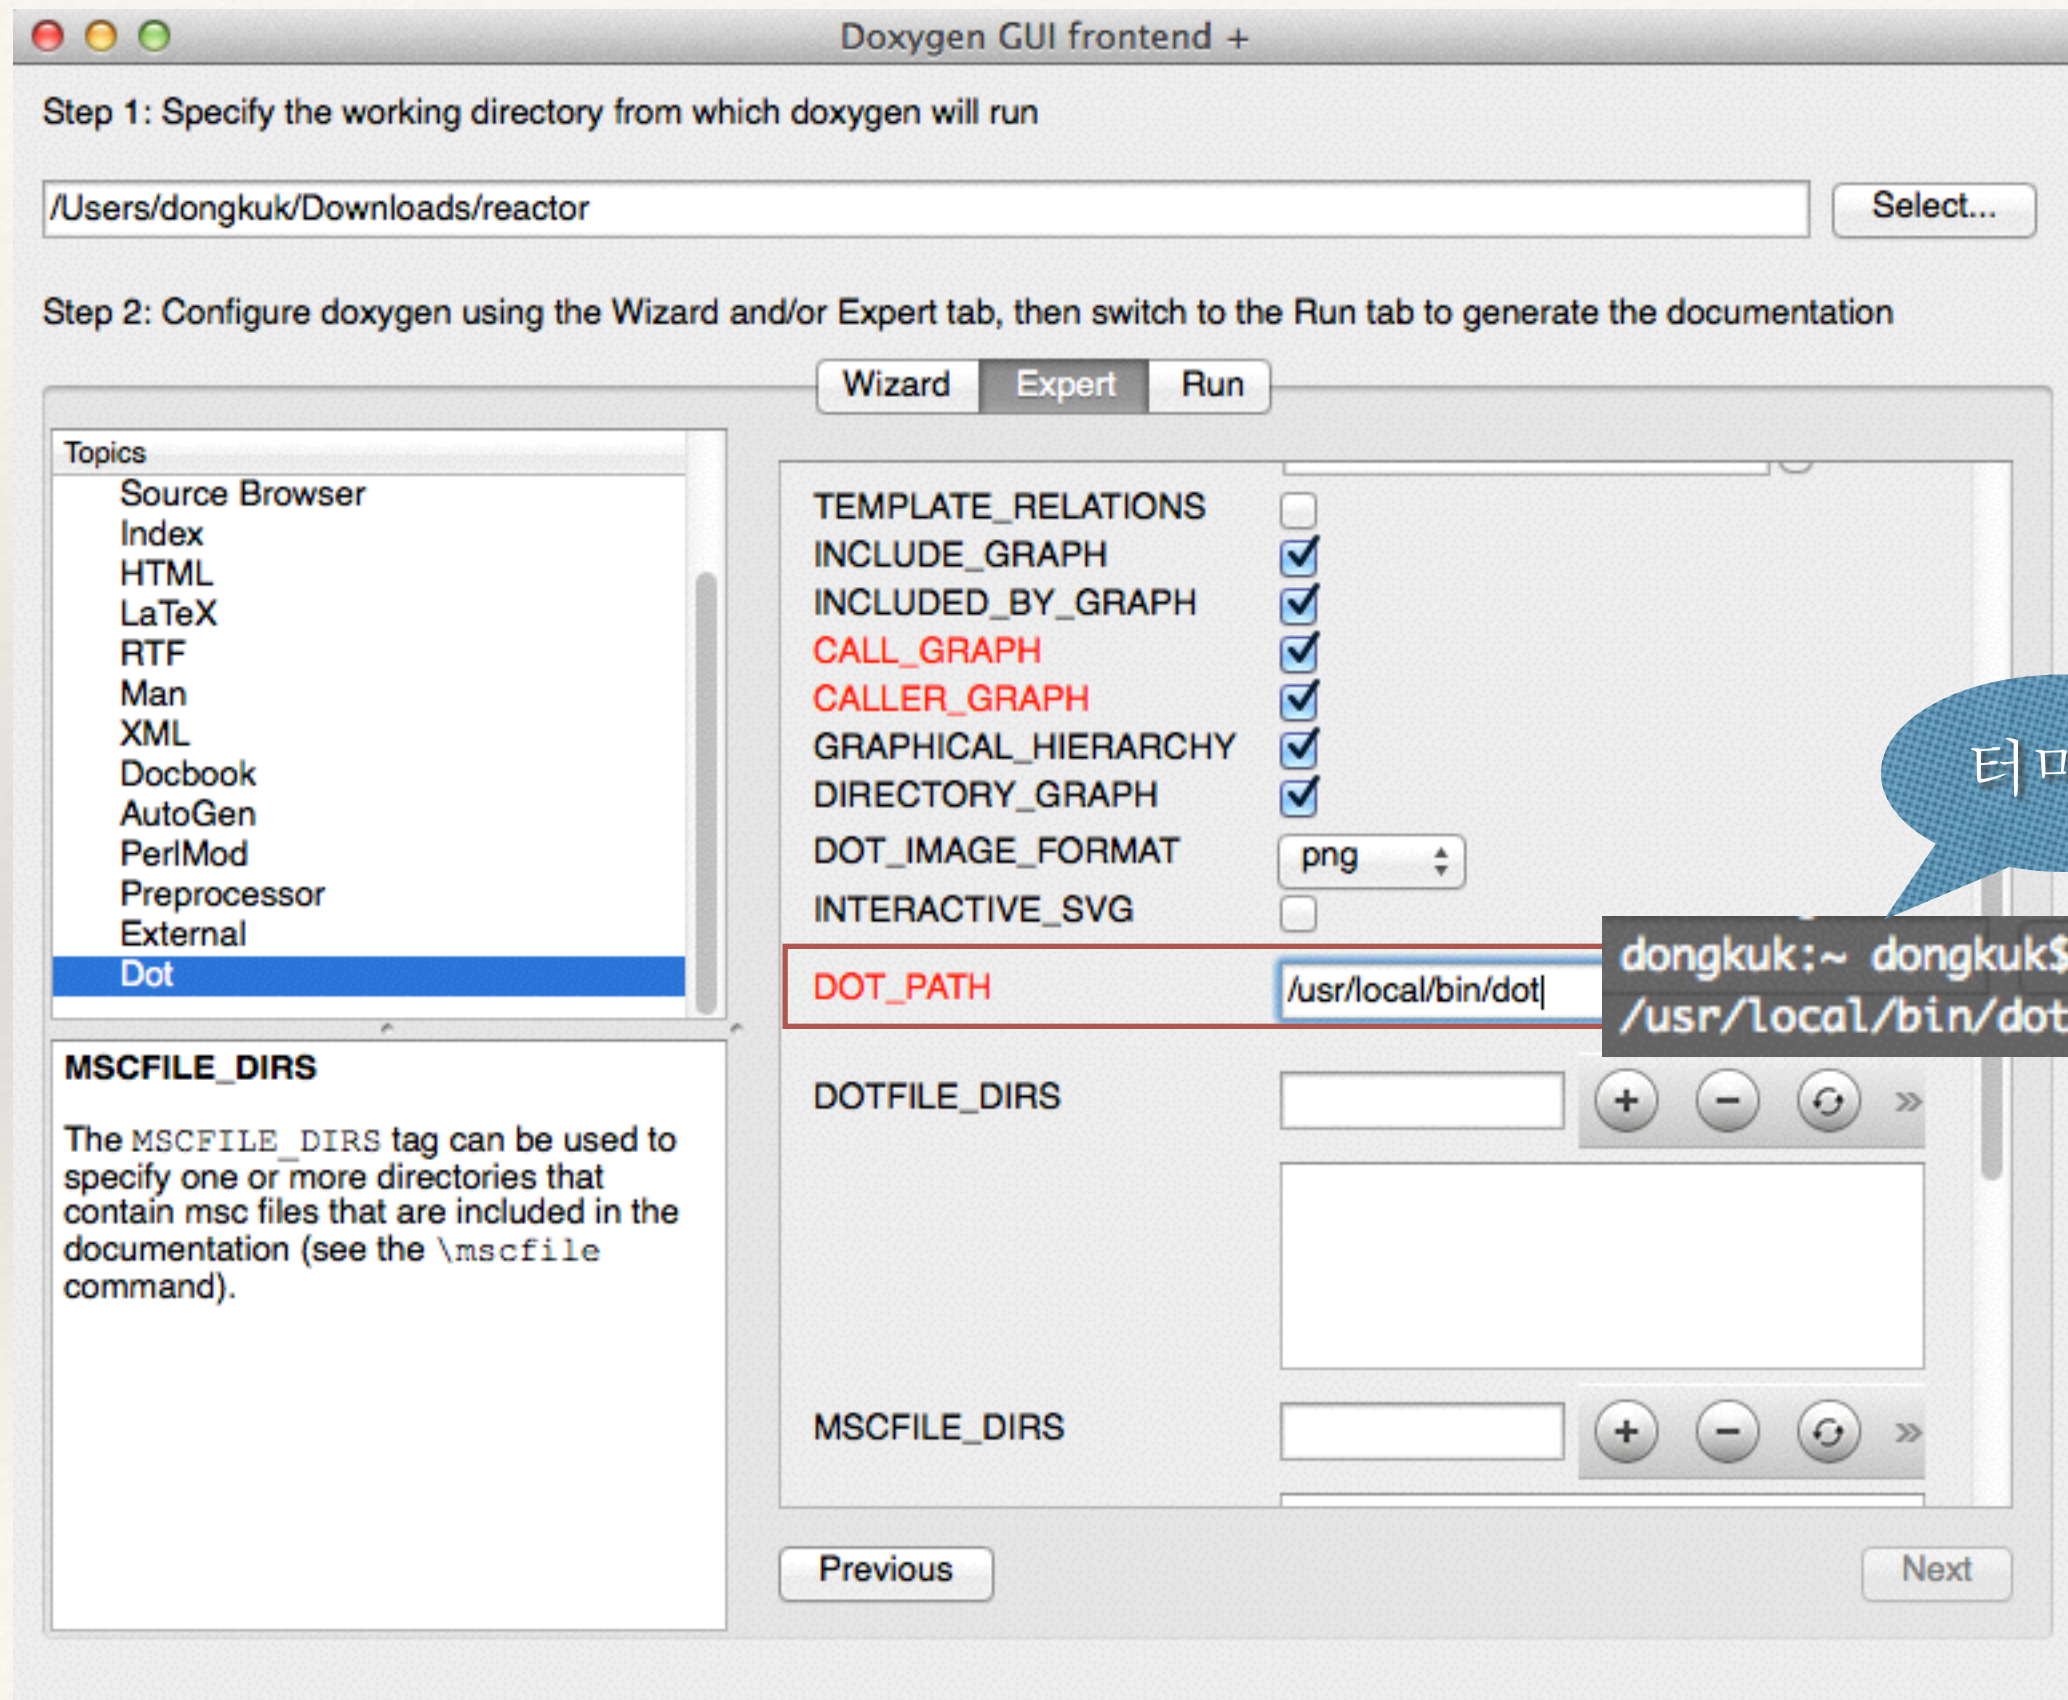 Doxygen GUI frontend +
Step 1: Specify the working directory from which doxygen will run
/Users/dongkuk/Downloads/reactor
Select...
Step 2: Configure doxygen using the Wizard and/or Expert tab, then switch to the Run tab to generate the documentation
Wizard Expert Run
Topics
Source Browser
Index
HTML
LaTeX
RTF
Man
XML
Docbook
AutoGen
PerlMod
Preprocessor
External
Dot
MSCFILE_DIRS
The MSCFILE_DIRS tag can be used to
specify one or more directories that
contain msc files that are included in the
documentation (see the \mscfile
command).
TEMPLATE_RELATIONS
INCLUDE_GRAPH
INCLUDED_BY_GRAPH
CALL_GRAPH
CALLER_GRAPH
GRAPHICAL_HIERARCHY
DIRECTORY_GRAPH
DOT_IMAGE_FORMAT png
INTERACTIVE_SVG
DOT_PATH /usr/local/bin/dot
DOTFILE_DIRS
MSCFILE_DIRS
dongkuk:~ dongkuk$
/usr/local/bin/dot
Previous
Next